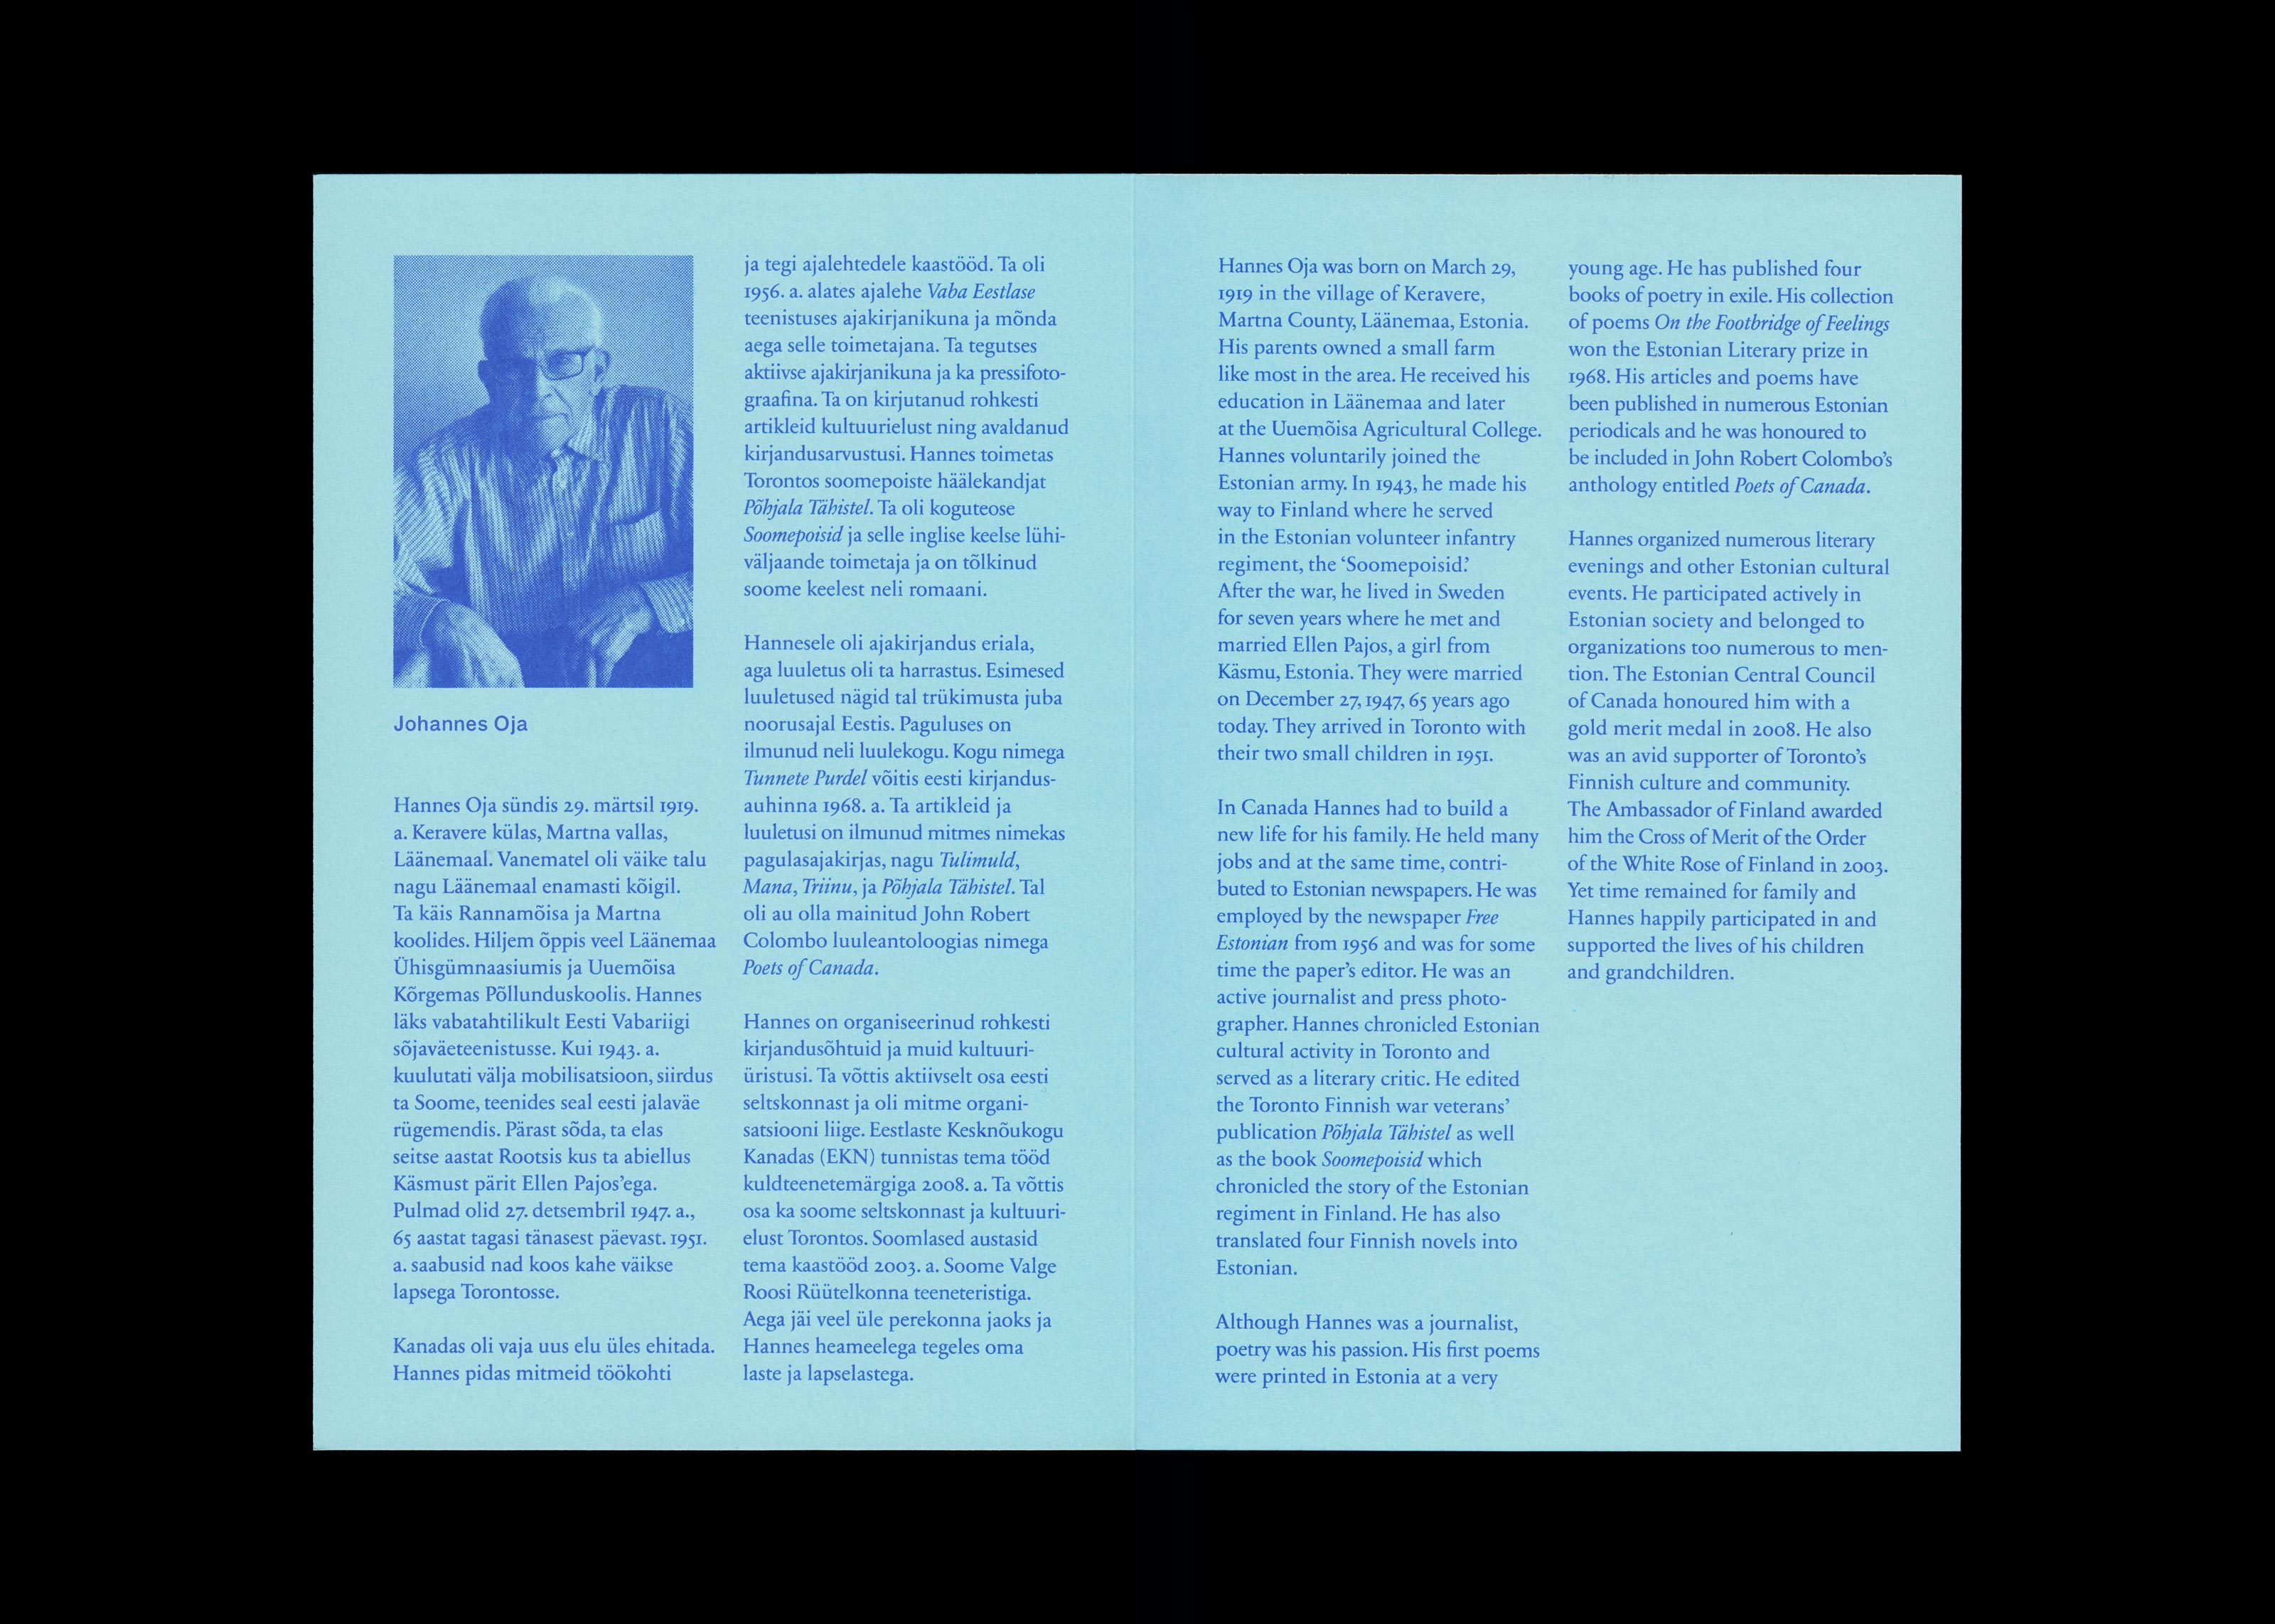 Johannes Oja
Hannes Oja sündis 29. märtsil 1919.
a. Keravere külas, Martna vallas,
Läänemaal. Vanematel oli väike talu
nagu Läänemaal enamasti kõigil.
Ta käis Rannamõisa ja Martna
koolides. Hiljem õppis veel Läänemaa
Ühisgümnaasiumis ja Uuemõisa
Kõrgemas Põllunduskoolis. Hannes
läks vabatahtilikult Eesti Vabariigi
sõjaväeteenistusse. Kui 1943. a.
kuulutati välja mobilisatsioon, siirdus
ta Soome, teenides seal eesti jalaväe
rügemendis. Pärast sõda, ta elas
seitse aastat Rootsis kus ta abiellus
Käsmust pärit Ellen Pajos’ega.
Pulmad olid 27. detsembril 1947. a.,
65 aastat tagasi tänasest päevast. 1951.
a. saabusid nad koos kahe väikse
lapsega Torontosse.
Kanadas oli vaja uus elu üles ehitada.
Hannes pidas mitmeid töökohti
ja tegi ajalehtedele kaastööd. Ta oli
1956. a. alates ajalehe Vaba Eestlase
teenistuses ajakirjanikuna ja mõnda
aega selle toimetajana. Ta tegutses
aktiivse ajakirjanikuna ja ka pressifoto-
graafina. Ta on kirjutanud rohkesti
artikleid kultuurielust ning avaldanud
kirjandusarvustusi. Hannes toimetas
Torontos soomepoiste häälekandjat
Põhjala Tähistel. Ta oli koguteose
Soomepoisid ja selle inglise keelse lühi-
väljaande toimetaja ja on tõlkinud
soome keelest neli romaani.
Hannesele oli ajakirjandus eriala,
aga luuletus oli ta harrastus. Esimesed
luuletused nägid tal trükimusta juba
noorusajal Eestis. Paguluses on
ilmunud neli luulekogu. Kogu nimega
Tunnete Purdel võitis eesti kirjandus-
auhinna 1968. a. Ta artikleid ja
luuletusi on ilmunud mitmes nimekas
pagulasajakirjas, nagu Tulimuld,
Mana, Triinu, ja Põhjala Tähistel. Tal
oli au olla mainitud John Robert
Colombo luuleantoloogias nimega
Poets of Canada.
Hannes on organiseerinud rohkesti
kirjandusõhtuid ja muid kultuuri-
üristusi. Ta võttis aktiivselt osa eesti
seltskonnast ja oli mitme organi-
satsiooni liige. Eestlaste Kesknõukogu
Kanadas (EKN) tunnistas tema tööd
kuldteenetemärgiga 2008. a. Ta võttis
osa ka soome seltskonnast ja kultuuri-
elust Torontos. Soomlased austasid
tema kaastööd 2003. a. Soome Valge
Roosi Rüütelkonna teeneteristiga.
Aega jäi veel üle perekonna jaoks ja
Hannes heameelega tegeles oma
laste ja lapselastega.
Hannes Oja was born on March 29,
1919 in the village of Keravere,
Martna County, Läänemaa, Estonia.
His parents owned a small farm
like most in the area. He received his
education in Läänemaa and later
at the Uuemõisa Agricultural College.
Hannes voluntarily joined the
Estonian army. In 1943, he made his
way to Finland where he served
in the Estonian volunteer infantry
regiment, the ‘Soomepoisid.’
After the war, he lived in Sweden
for seven years where he met and
married Ellen Pajos, a girl from
Käsmu, Estonia. They were married
on December 27, 1947, 65 years ago
today. They arrived in Toronto with
their two small children in 1951.
In Canada Hannes had to build a
new life for his family. He held many
jobs and at the same time, contri-
buted to Estonian newspapers. He was
employed by the newspaper Free
Estonian from 1956 and was for some
time the paper’s editor. He was an
active journalist and press photo-
grapher. Hannes chronicled Estonian
cultural activity in Toronto and
served as a literary critic. He edited
the Toronto Finnish war veterans’
publication Põhjala Tähistel as well
as the book Soomepoisid which
chronicled the story of the Estonian
regiment in Finland. He has also
translated four Finnish novels into
Estonian.
Although Hannes was a journalist,
poetry was his passion. His first poems
were printed in Estonia at a very
young age. He has published four
books of poetry in exile. His collection
of poems On the Footbridge of Feelings
won the Estonian Literary prize in
1968. His articles and poems have
been published in numerous Estonian
periodicals and he was honoured to
be included in John Robert Colombo’s
anthology entitled Poets of Canada.
Hannes organized numerous literary
evenings and other Estonian cultural
events. He participated actively in
Estonian society and belonged to
organizations too numerous to men-
tion. The Estonian Central Council
of Canada honoured him with a
gold merit medal in 2008. He also
was an avid supporter of Toronto’s
Finnish culture and community.
The Ambassador of Finland awarded
him the Cross of Merit of the Order
of the White Rose of Finland in 2003.
Yet time remained for family and
Hannes happily participated in and
supported the lives of his children
and grandchildren.